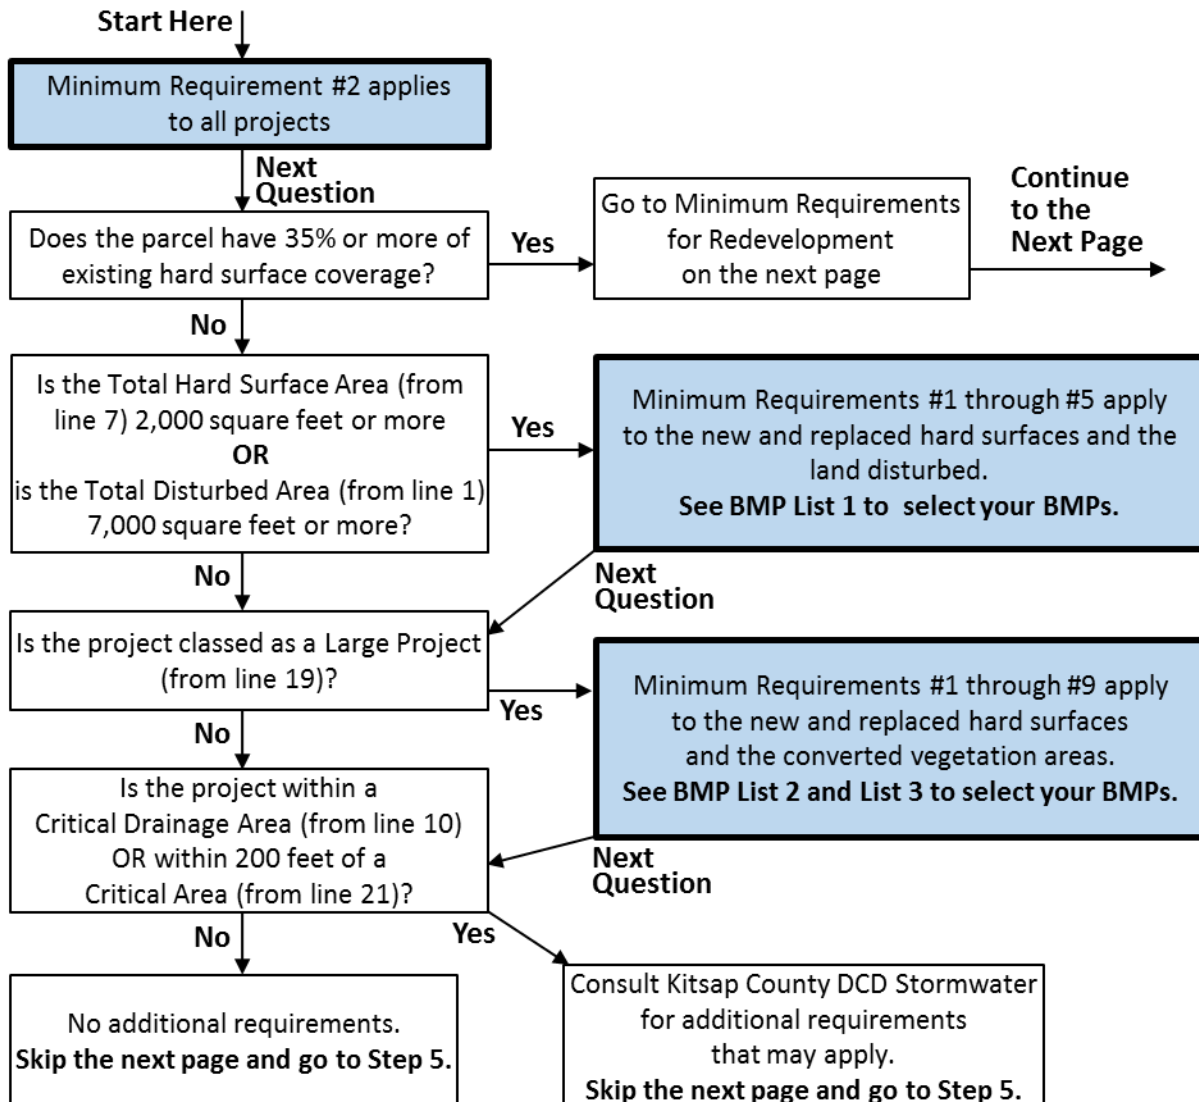 Start Here
Minimum Requirement #2 applies
to all projects
Next
Question
Does the parcel have 35% or more of
existing hard surface coverage?
Yes
Go to Minimum Requirements
for Redevelopment
on the next page
Continue
to the
Next Page
No
Is the Total Hard Surface Area (from
line 7) 2,000 square feet or more
OR
is the Total Disturbed Area (from line 1)
7,000 square feet or more?
Yes
Minimum Requirements #1 through #5 apply
to the new and replaced hard surfaces and the
land disturbed.
See BMP List 1 to select your BMPs.
No
Next
Question
Is the project classed as a Large Project
(from line 19)?
Yes
Minimum Requirements #1 through #9 apply
to the new and replaced hard surfaces
and the converted vegetation areas.
See BMP List 2 and List 3 to select your BMPs.
No
Next
Question
Is the project within a
Critical Drainage Area (from line 10)
OR within 200 feet of a
Critical Area (from line 21)?
No
Yes
No additional requirements.
Skip the next page and go to Step 5.
Consult Kitsap County DCD Stormwater
for additional requirements
that may apply.
Skip the next page and go to Step 5.